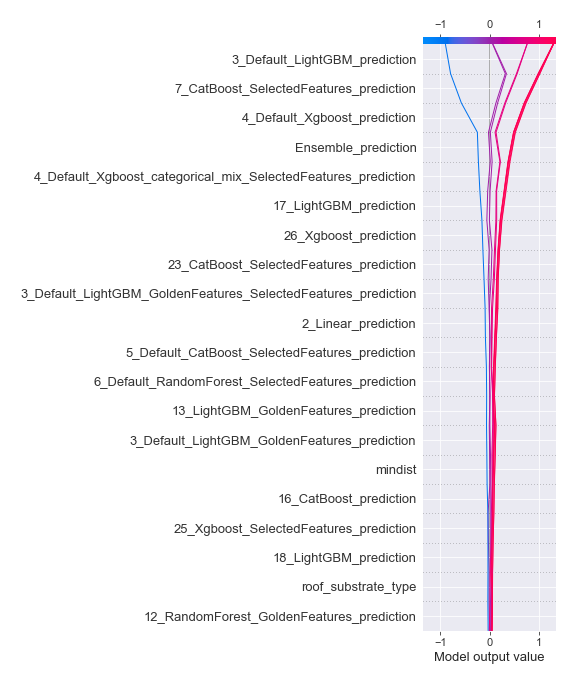 −1 0 1
3_Default_LightGBM_prediction
7_CatBoost_SelectedFeatures_prediction
4_Default_Xgboost_prediction
Ensemble_prediction
4_Default_Xgboost_categorical_mix_SelectedFeatures_prediction
17_LightGBM_prediction
26_Xgboost_prediction
23_CatBoost_SelectedFeatures_prediction
3_Default_LightGBM_GoldenFeatures_SelectedFeatures_prediction
2_Linear_prediction
5_Default_CatBoost_SelectedFeatures_prediction
6_Default_RandomForest_SelectedFeatures_prediction
13_LightGBM_GoldenFeatures_prediction
3_Default_LightGBM_GoldenFeatures_prediction
mindist
16_CatBoost_prediction
25_Xgboost_SelectedFeatures_prediction
18_LightGBM_prediction
roof_substrate_type
12_RandomForest_GoldenFeatures_prediction
−1 0 1
Model output value